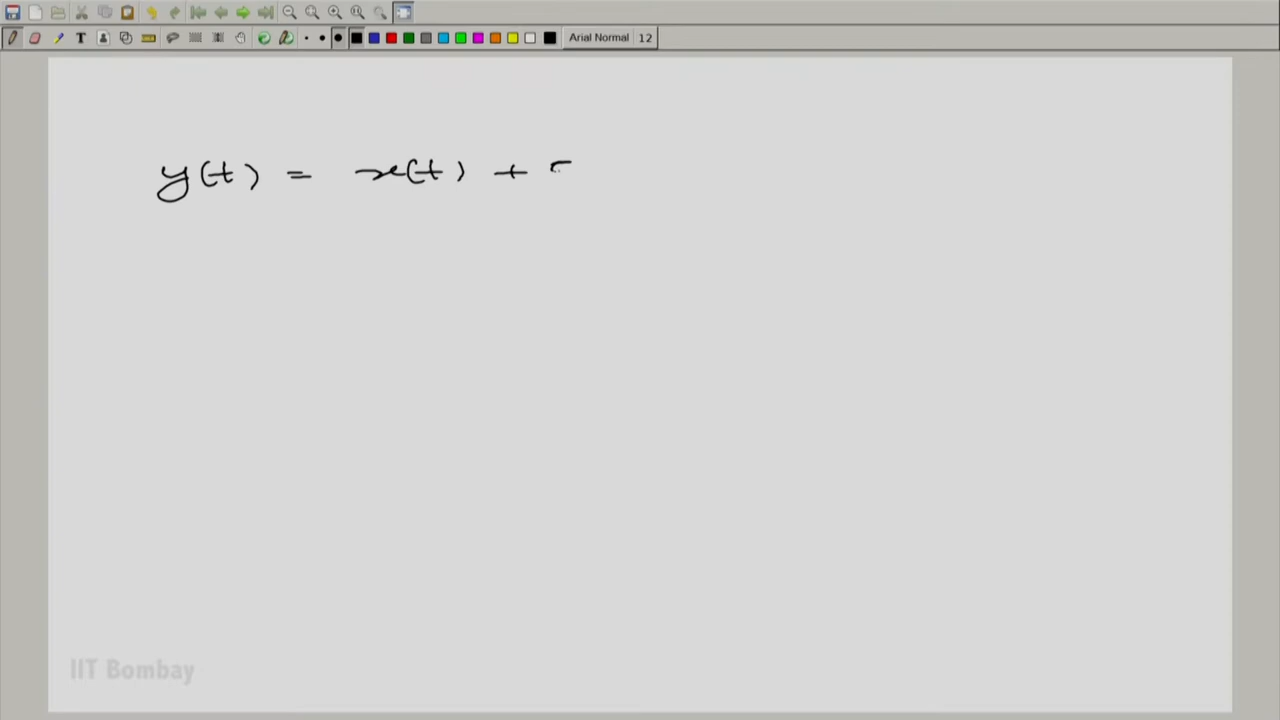 Arial Normal 12
y(t) = x(t) +
IIT Bombay